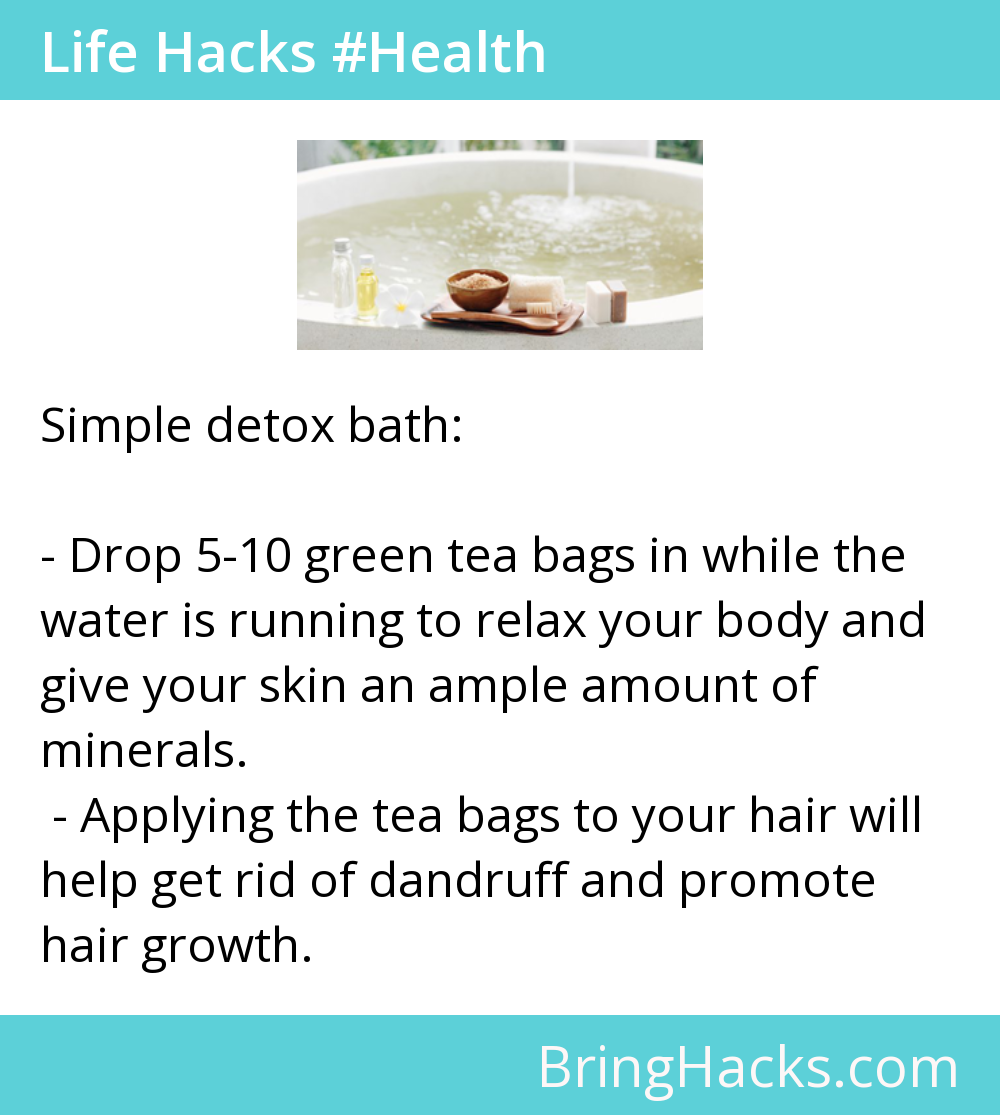 Life Hacks #Health
Simple detox bath:
- Drop 5-10 green tea bags in while the
water is running to relax your body and
give your skin an ample amount of
minerals.
- Applying the tea bags to your hair will
help get rid of dandruff and promote
hair growth.
BringHacks.com